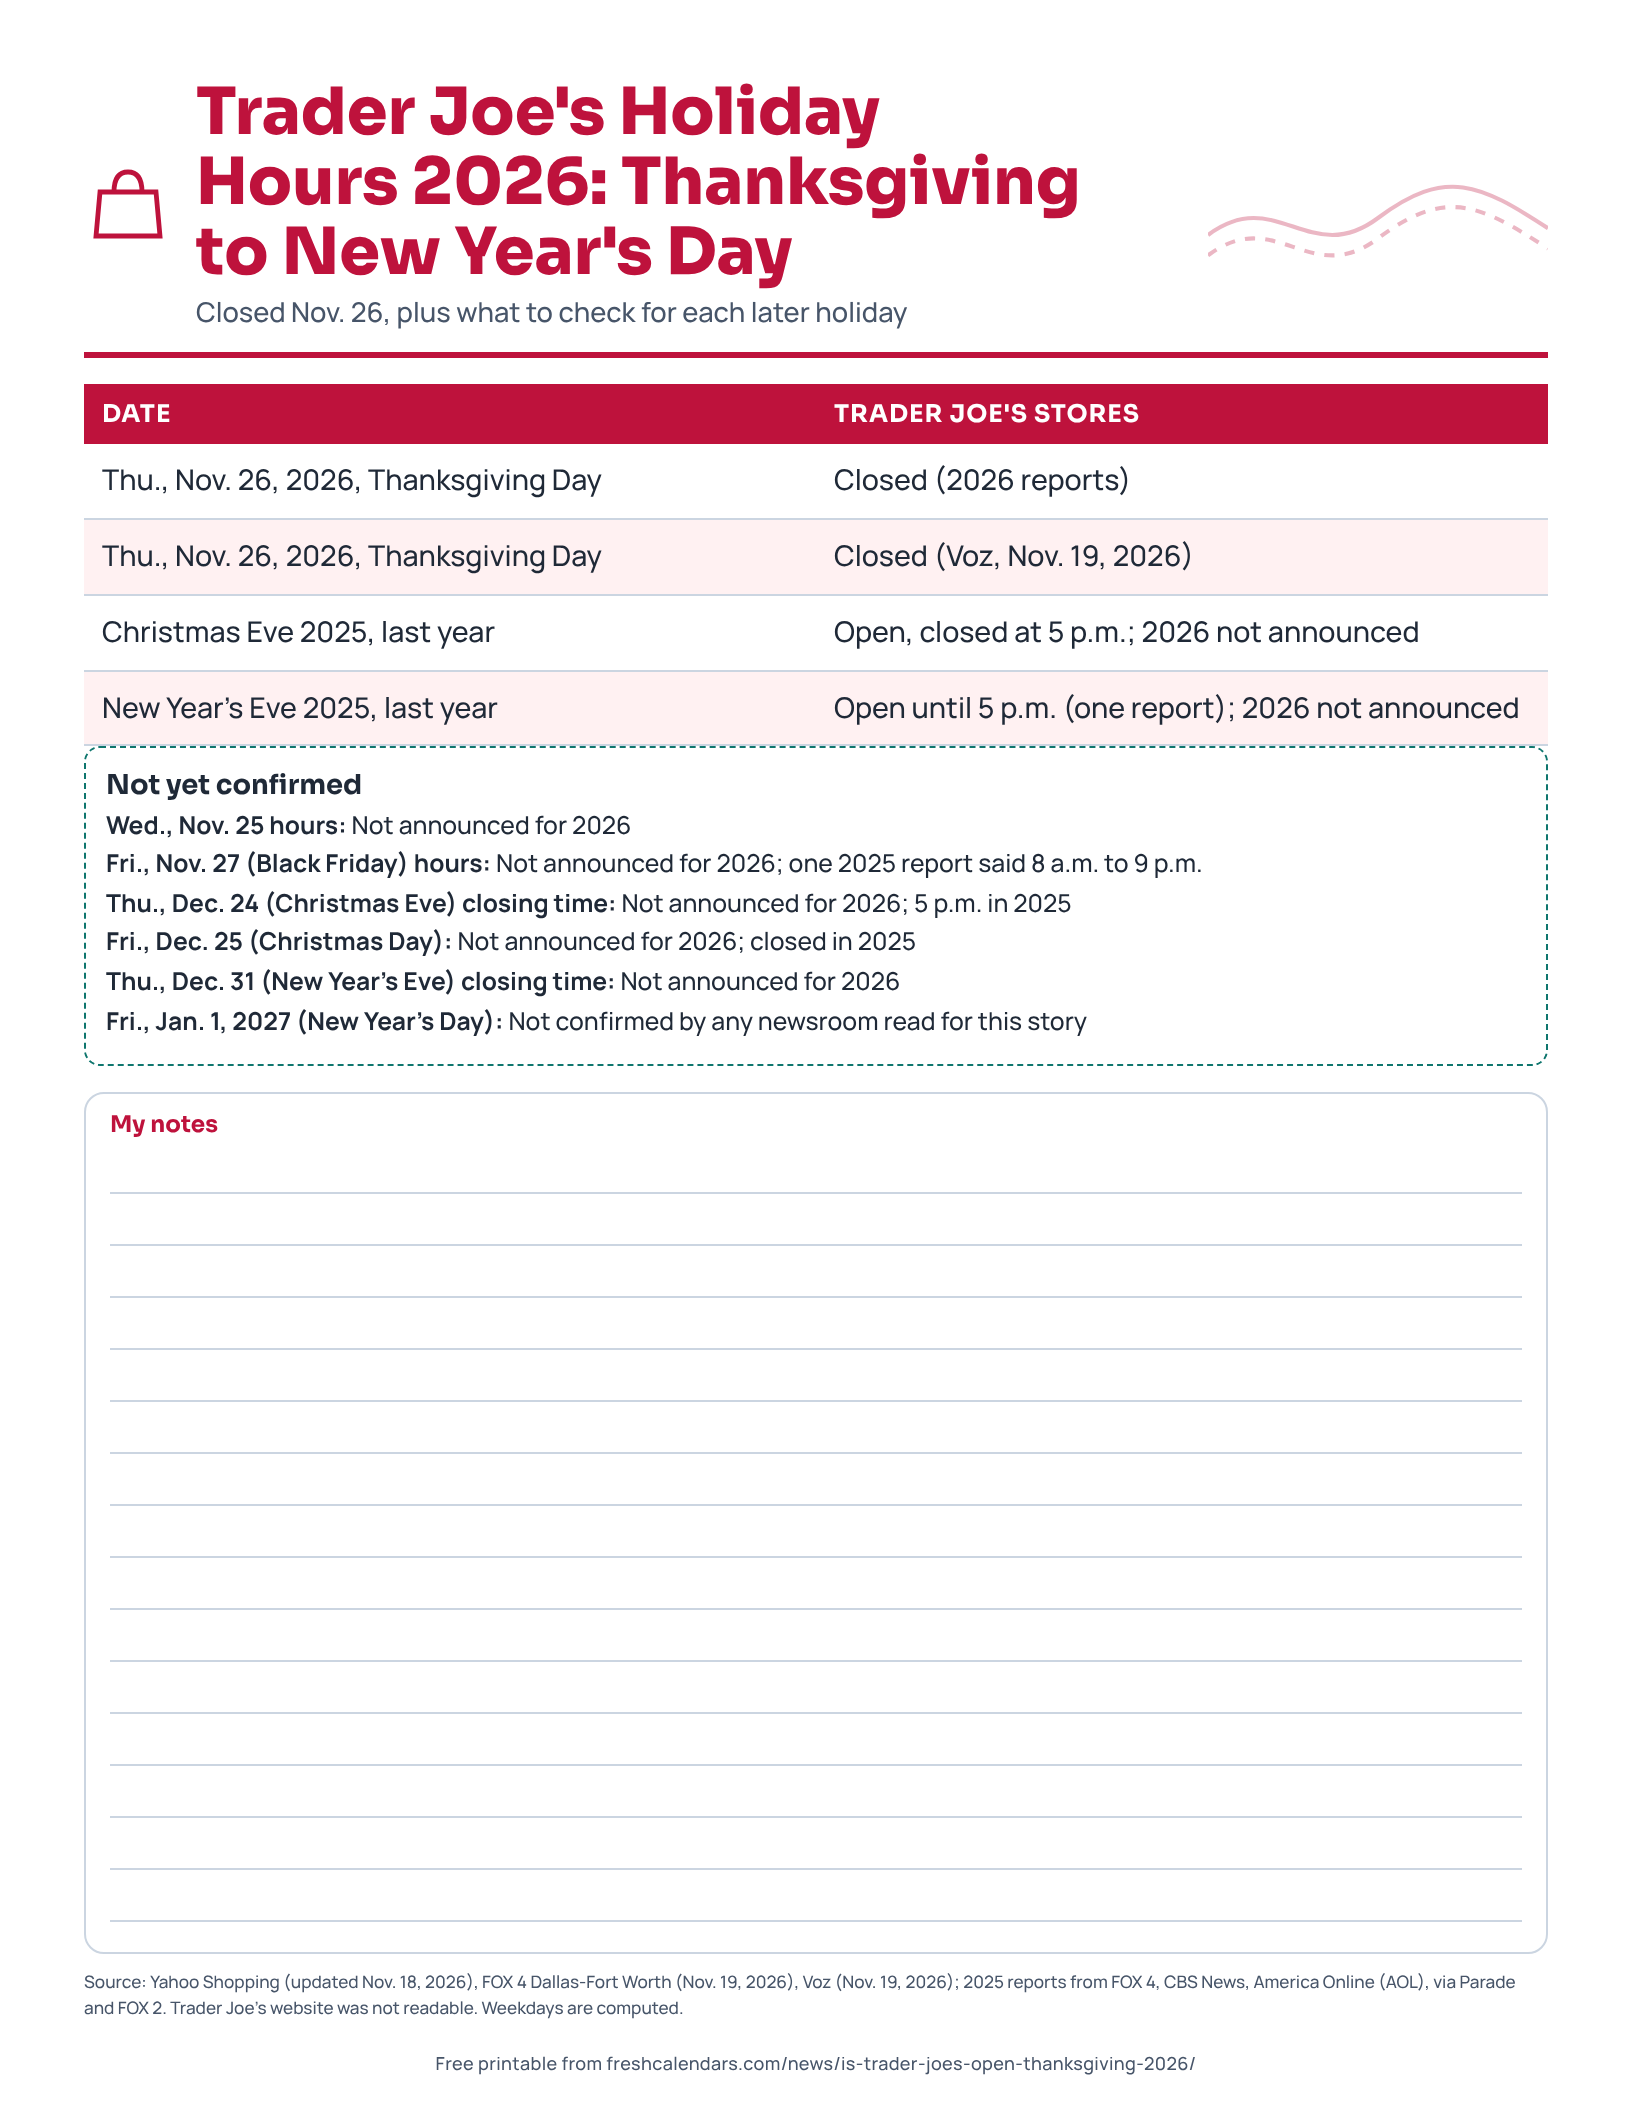 Trader Joe's Holiday
Hours 2026: Thanksgiving
to New Year's Day
Closed Nov. 26, plus what to check for each later holiday
DATE TRADER JOE'S STORES
Thu., Nov. 26, 2026, Thanksgiving Day Closed (2026 reports)
Thu., Nov. 26, 2026, Thanksgiving Day Closed (Voz, Nov. 19, 2026)
Christmas Eve 2025, last year Open, closed at 5 p.m.; 2026 not announced
New Year’s Eve 2025, last year Open until 5 p.m. (one report); 2026 not announced
Not yet confirmed
Wed., Nov. 25 hours: Not announced for 2026
Fri., Nov. 27 (Black Friday) hours: Not announced for 2026; one 2025 report said 8 a.m. to 9 p.m.
Thu., Dec. 24 (Christmas Eve) closing time: Not announced for 2026; 5 p.m. in 2025
Fri., Dec. 25 (Christmas Day): Not announced for 2026; closed in 2025
Thu., Dec. 31 (New Year’s Eve) closing time: Not announced for 2026
Fri., Jan. 1, 2027 (New Year’s Day): Not confirmed by any newsroom read for this story
My notes
Source: Yahoo Shopping (updated Nov. 18, 2026), FOX 4 Dallas-Fort Worth (Nov. 19, 2026), Voz (Nov. 19, 2026); 2025 reports from FOX 4, CBS News, America Online (AOL), via Parade
and FOX 2. Trader Joe’s website was not readable. Weekdays are computed.
Free printable from freshcalendars.com/news/is-trader-joes-open-thanksgiving-2026/